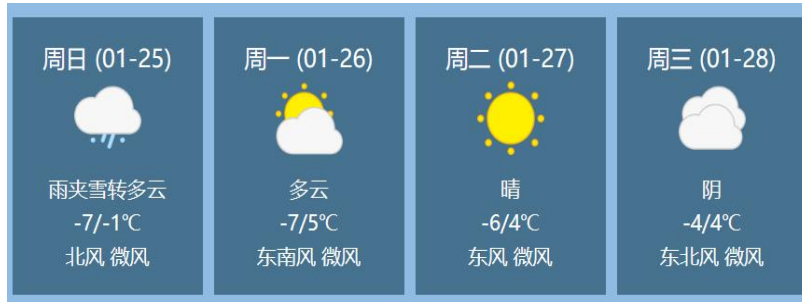 周日 (01-25)
雨夹雪转多云
-7/-1℃
北风 微风
周一 (01-26)
多云
-7/5℃
东南风 微风
周二 (01-27)
晴
-6/4℃
东风 微风
周三 (01-28)
阴
-4/4℃
东北风 微风